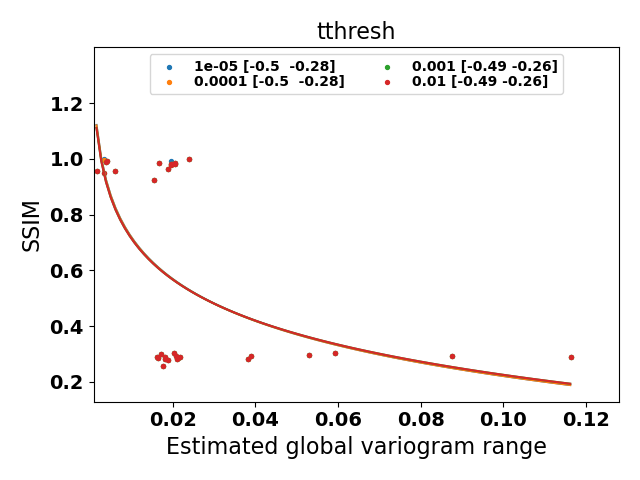 tthresh
1e-05 [-0.5  -0.28]
0.0001 [-0.5  -0.28]
0.001 [-0.49 -0.26]
0.01 [-0.49 -0.26]
SSIM
1.2
1.0
0.8
0.6
0.4
0.2
0.02 0.04 0.06 0.08 0.10 0.12
Estimated global variogram range